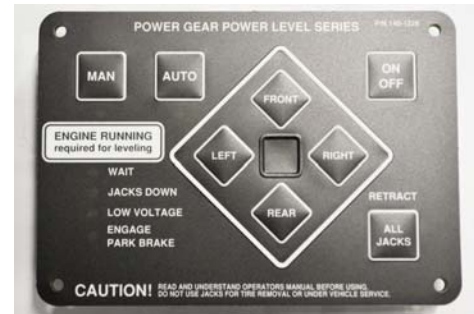 POWER GEAR POWER LEVEL SERIES
P/N 140-1226
MAN
AUTO
ON
OFF
FRONT
ENGINE RUNNING
required for leveling
LEFT
RIGHT
WAIT
JACKS DOWN
LOW VOLTAGE
ENGAGE
PARK BRAKE
REAR
RETRACT
ALL
JACKS
CAUTION! READ AND UNDERSTAND OPERATORS MANUAL BEFORE USING.
DO NOT USE JACKS FOR TIRE REMOVAL OR UNDER VEHICLE SERVICE.